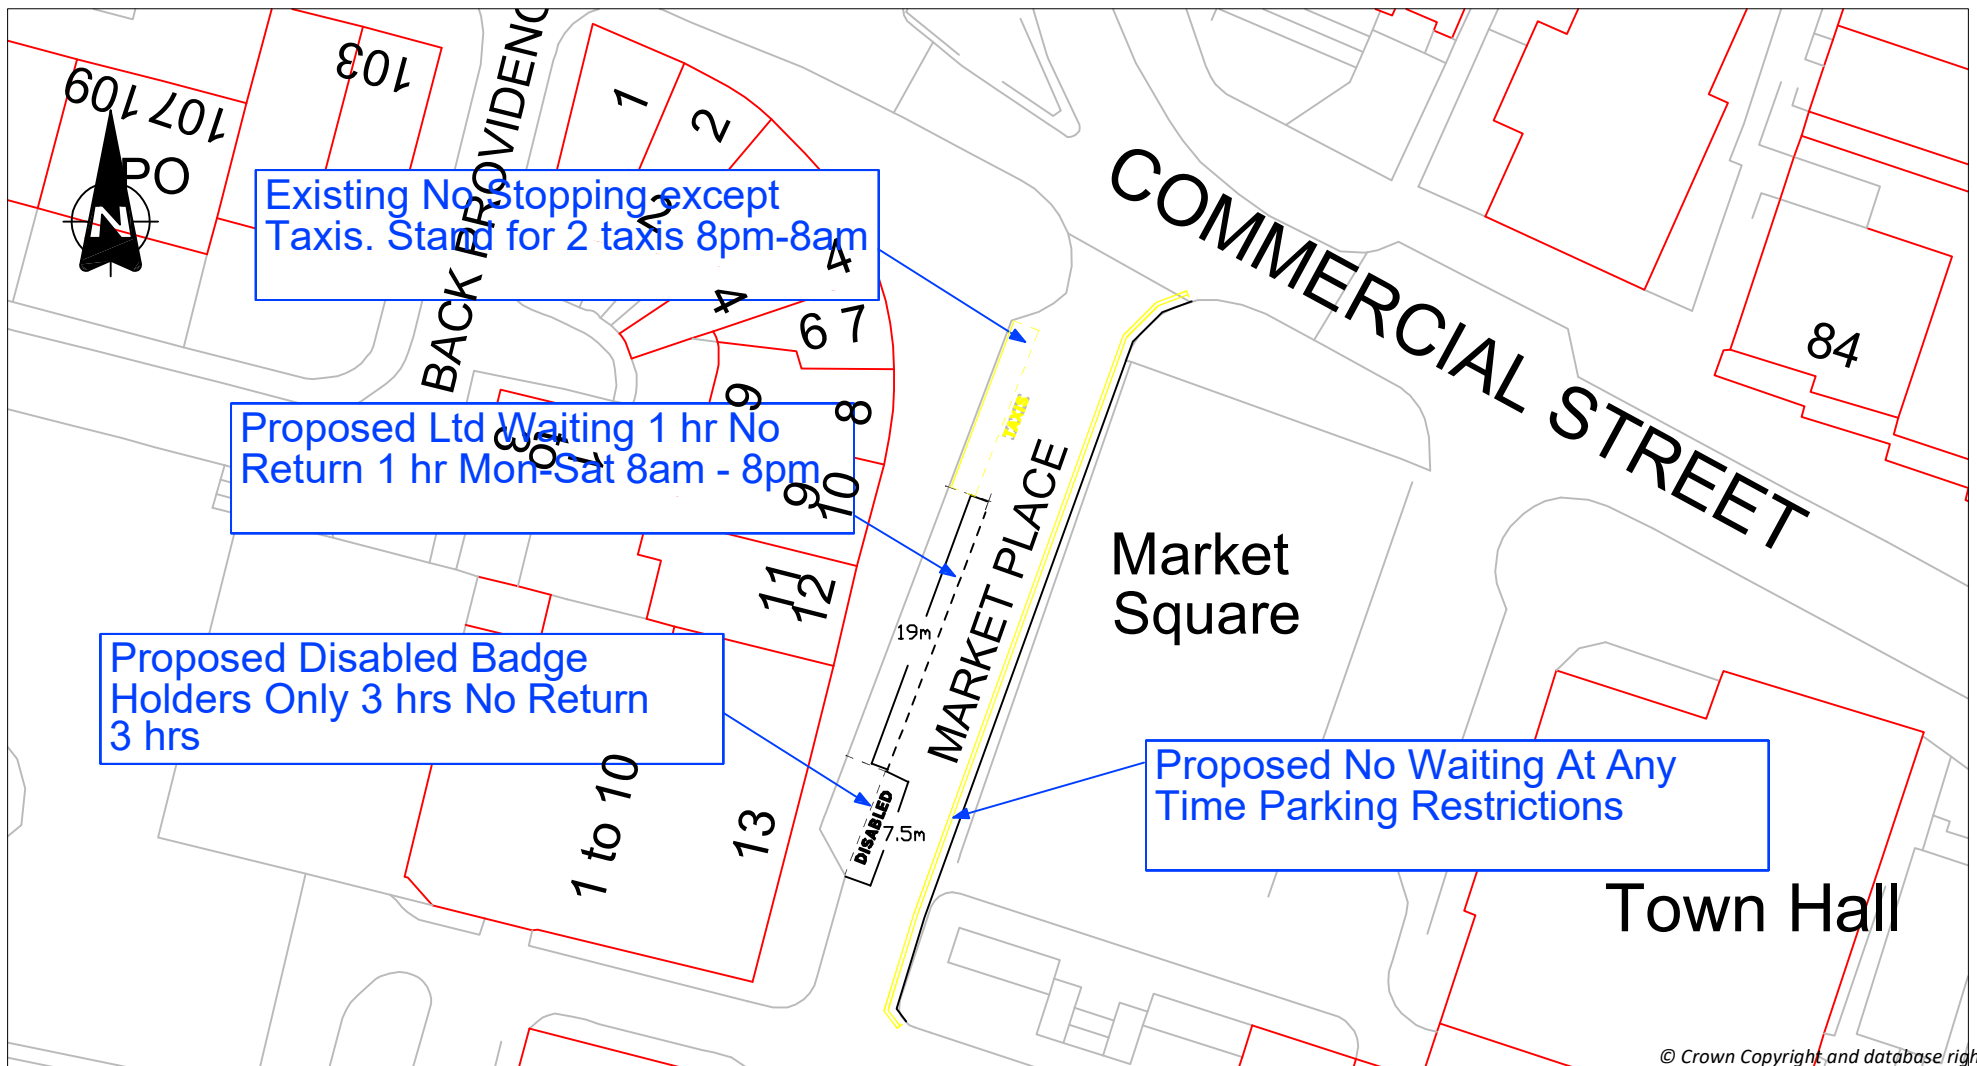 103
109
107
PO
N
BACK PROVIDENC
1
2
Existing No Stopping except
Taxis. Stand for 2 taxis 8pm-8am
2
4
4
6 7
COMMERCIAL STREET
84
TAXIS
Proposed Ltd Waiting 1 hr No
Return 1 hr Mon-Sat 8am - 8pm
1
to
3
9
8
9
10
11
12
MARKET PLACE
Market
Square
19m
Proposed Disabled Badge
Holders Only 3 hrs No Return
3 hrs
1 to 10
13
DISABLED
7.5m
Proposed No Waiting At Any
Time Parking Restrictions
Town Hall
© Crown Copyright and database righ